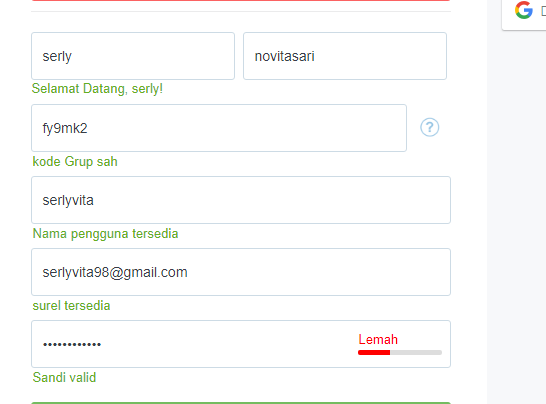 serly novitasari
Selamat Datang, serly!
fy9mk2 ?
kode Grup sah
serlyvita
Nama pengguna tersedia
serlyvita98@gmail.com
surel tersedia
•••••••••••• Lemah
Sandi valid